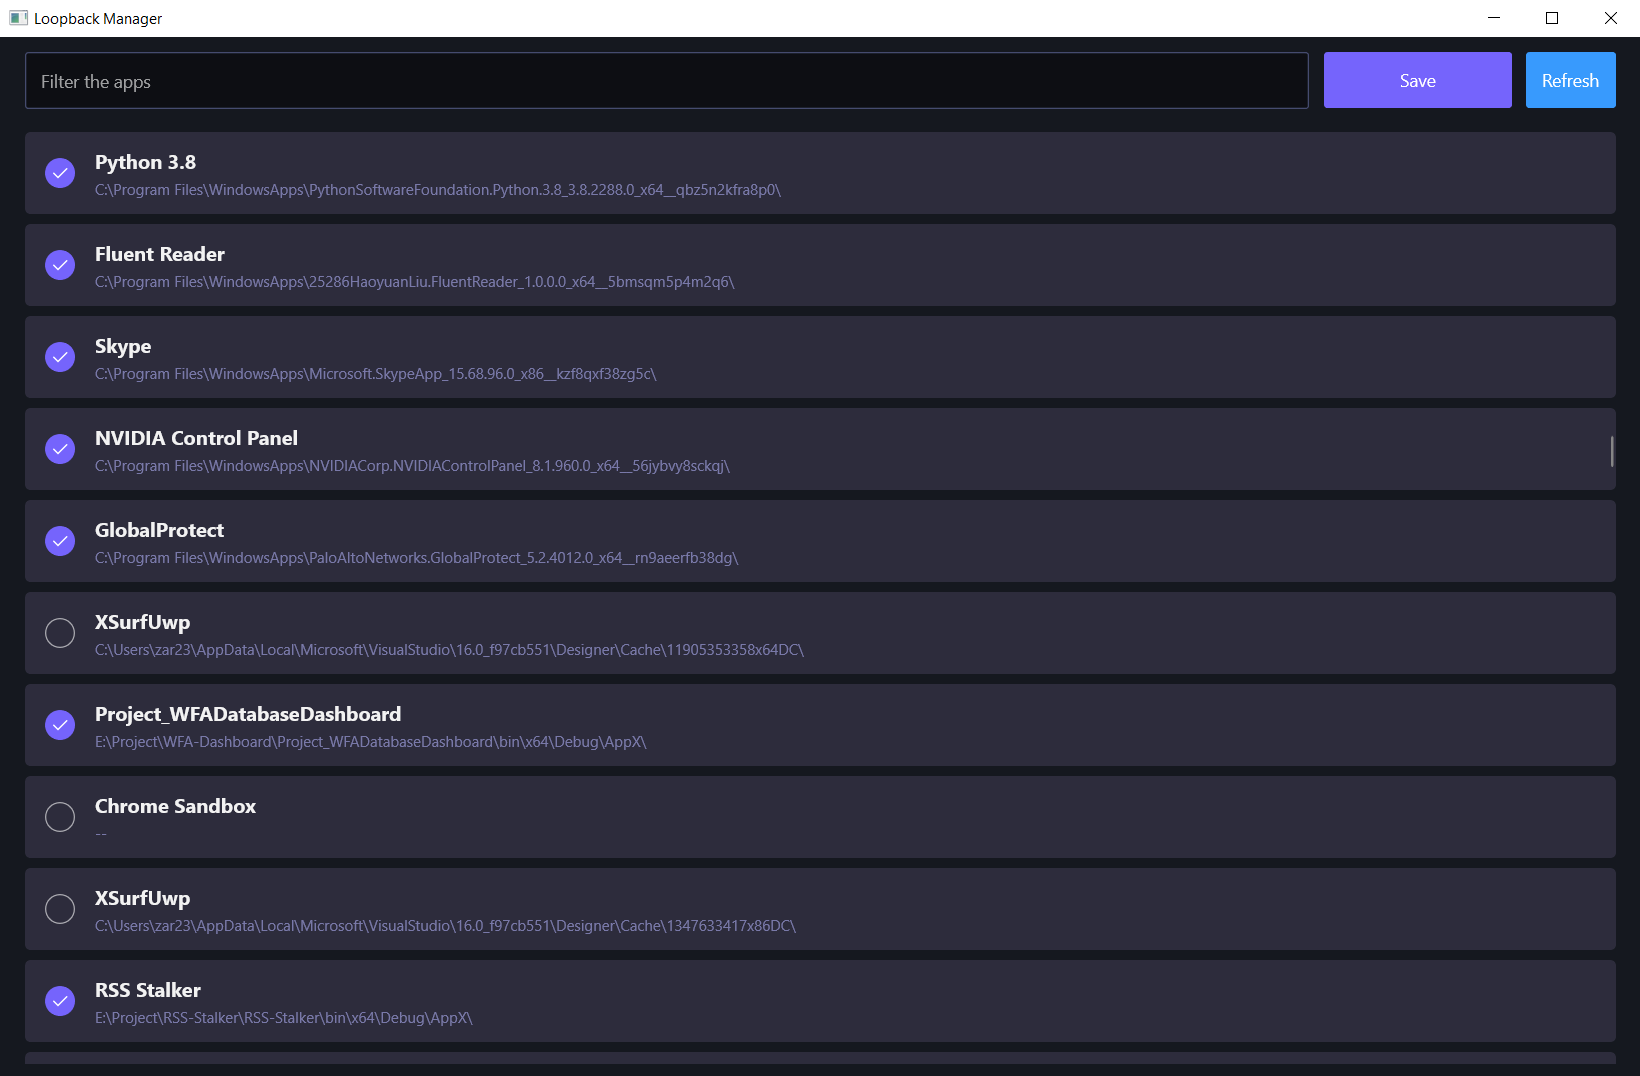 Loopback Manager
Filter the apps
Save
Refresh
Python 3.8
C:\Program Files\WindowsApps\PythonSoftwareFoundation.Python.3.8_3.8.2288.0_x64__qbz5n2kfra8p0\
Fluent Reader
C:\Program Files\WindowsApps\25286HaoyuanLiu.FluentReader_1.0.0.0_x64__5bmsqm5p4m2q6\
Skype
C:\Program Files\WindowsApps\Microsoft.SkypeApp_15.68.96.0_x86__kzf8qxf38zg5c\
NVIDIA Control Panel
C:\Program Files\WindowsApps\NVIDIACorp.NVIDIAControlPanel_8.1.960.0_x64__56jybvy8sckqj\
GlobalProtect
C:\Program Files\WindowsApps\PaloAltoNetworks.GlobalProtect_5.2.4012.0_x64__rn9aeerfb38dg\
XSurfUwp
C:\Users\zar23\AppData\Local\Microsoft\VisualStudio\16.0_f97cb551\Designer\Cache\11905353358x64DC\
Project_WFADatabaseDashboard
E:\Project\WFA-Dashboard\Project_WFADatabaseDashboard\bin\x64\Debug\AppX\
Chrome Sandbox
--
XSurfUwp
C:\Users\zar23\AppData\Local\Microsoft\VisualStudio\16.0_f97cb551\Designer\Cache\1347633417x86DC\
RSS Stalker
E:\Project\RSS-Stalker\RSS-Stalker\bin\x64\Debug\AppX\